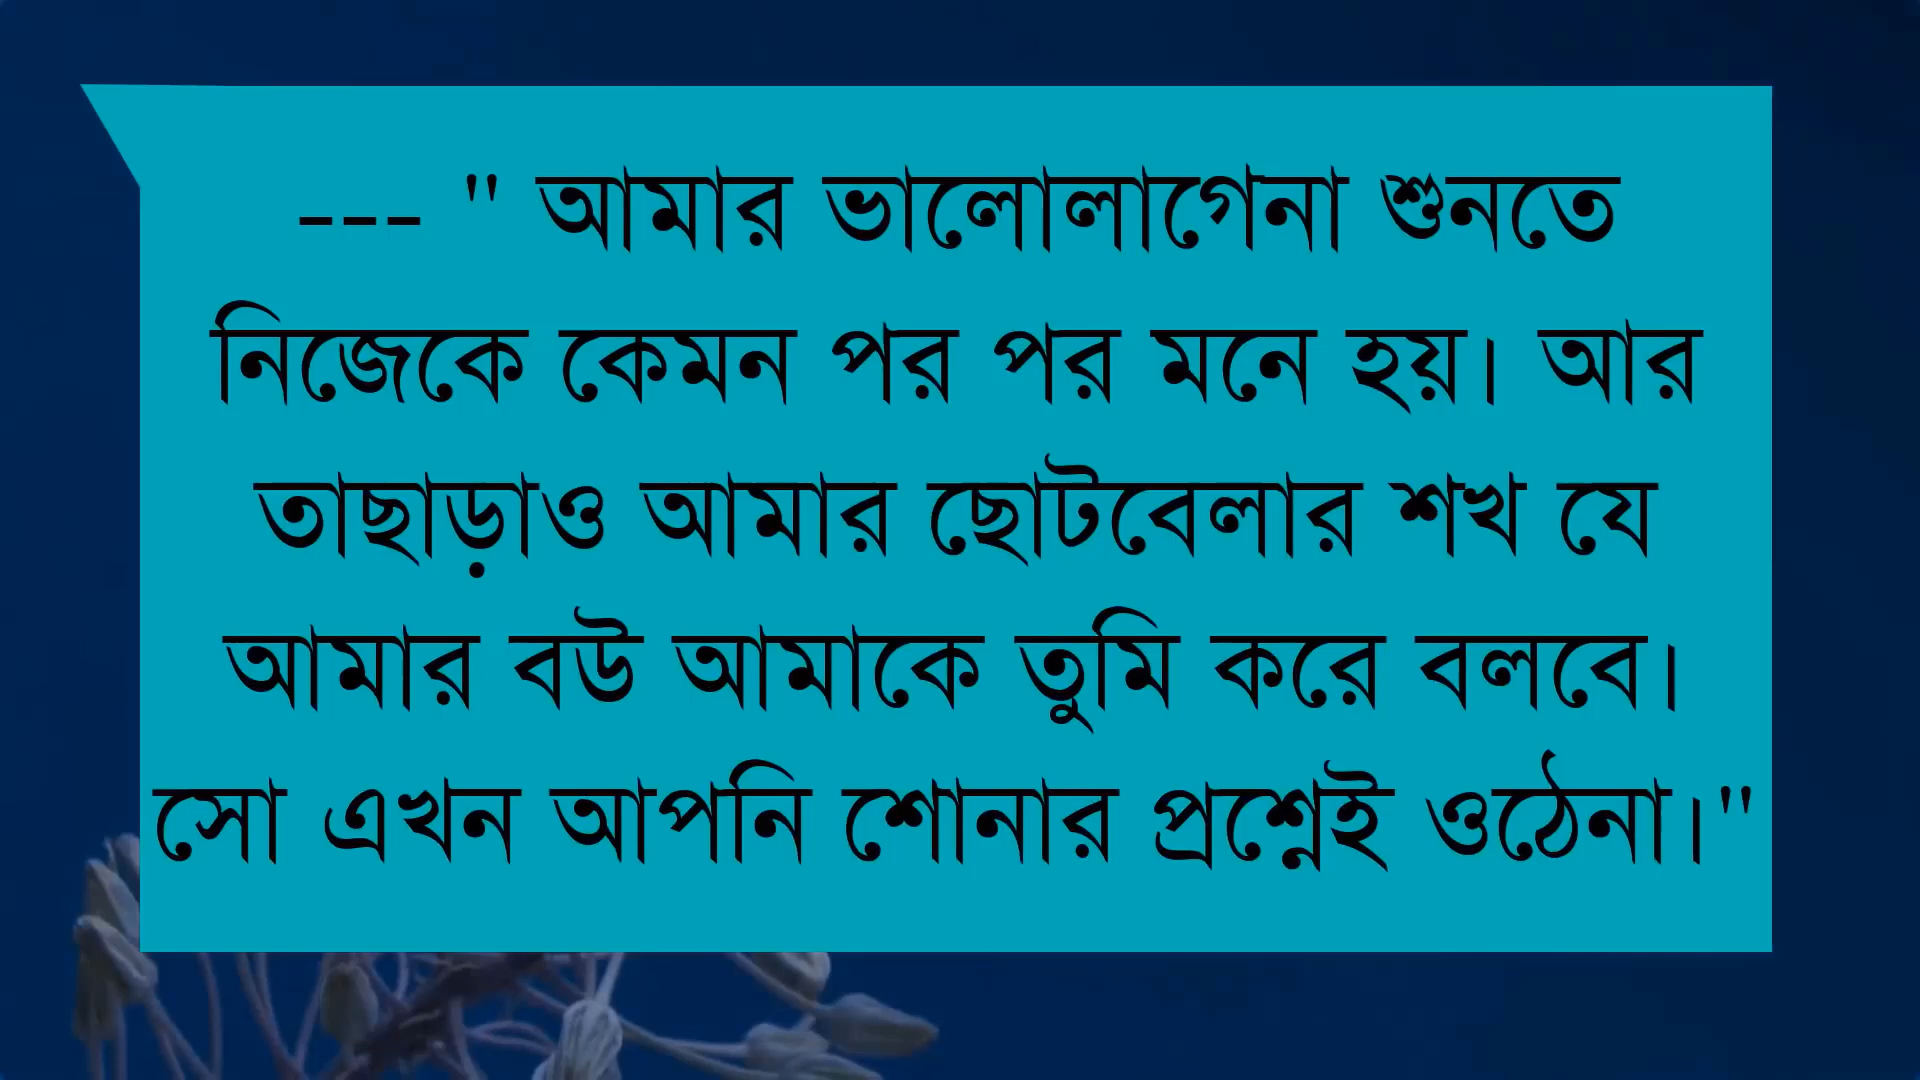 --- " আমার ভালোলাগেনা শুনতে
নিজেকে কেমন পর পর মনে হয়। আর
তাছাড়াও আমার ছোটবেলার শখ যে
আমার বউ আমাকে তুমি করে বলবে।
সো এখন আপনি শোনার প্রশ্নেই ওঠেনা।"